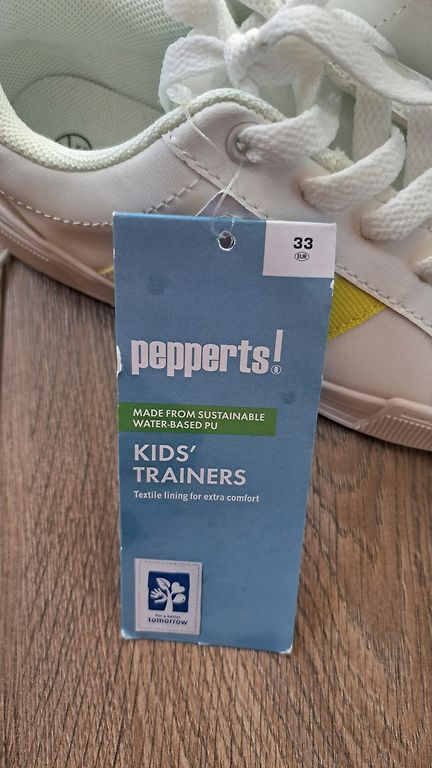 33
EUR
pepperts!®
MADE FROM SUSTAINABLE
WATER-BASED PU
KIDS'
TRAINERS
Textile lining for extra comfort
For a better
tomorrow